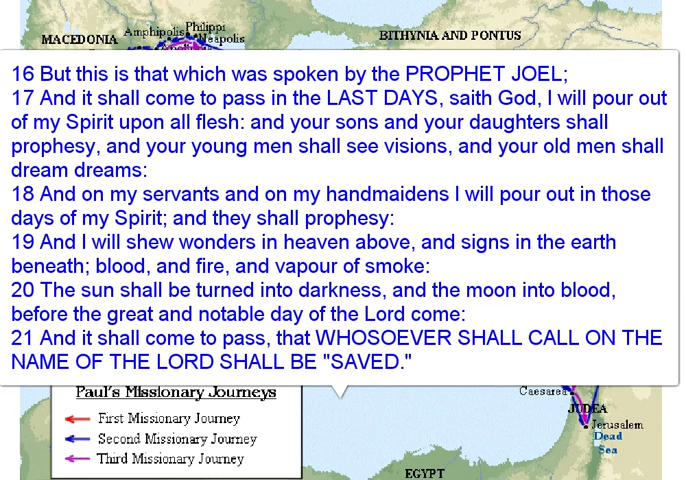 MACEDONIA
Amphipolis
Philippi
Neapolis
BITHYNIA AND PONTUS
16 But this is that which was spoken by the PROPHET JOEL;
17 And it shall come to pass in the LAST DAYS, saith God, I will pour out
of my Spirit upon all flesh: and your sons and your daughters shall
prophesy, and your young men shall see visions, and your old men shall
dream dreams:
18 And on my servants and on my handmaidens I will pour out in those
days of my Spirit; and they shall prophesy:
19 And I will shew wonders in heaven above, and signs in the earth
beneath; blood, and fire, and vapour of smoke:
20 The sun shall be turned into darkness, and the moon into blood,
before the great and notable day of the Lord come:
21 And it shall come to pass, that WHOSOEVER SHALL CALL ON THE
NAME OF THE LORD SHALL BE "SAVED."
Paul's Missionary Journeys
First Missionary Journey
Second Missionary Journey
Third Missionary Journey
Caesarea
JUDEA
Jerusalem
Dead
Sea
EGYPT